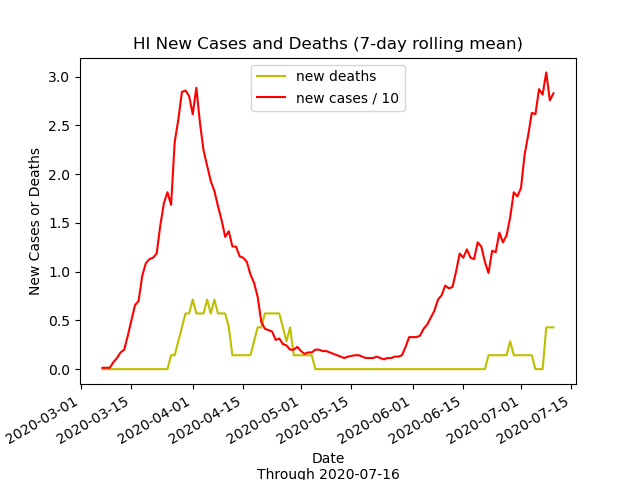 HI New Cases and Deaths (7-day rolling mean)
new deaths
new cases / 10
New Cases or Deaths
3.0
2.5
2.0
1.5
1.0
0.5
0.0
2020-03-01
2020-03-15
2020-04-01
2020-04-15
2020-05-01
2020-05-15
2020-06-01
2020-06-15
2020-07-01
2020-07-15
Date
Through 2020-07-16